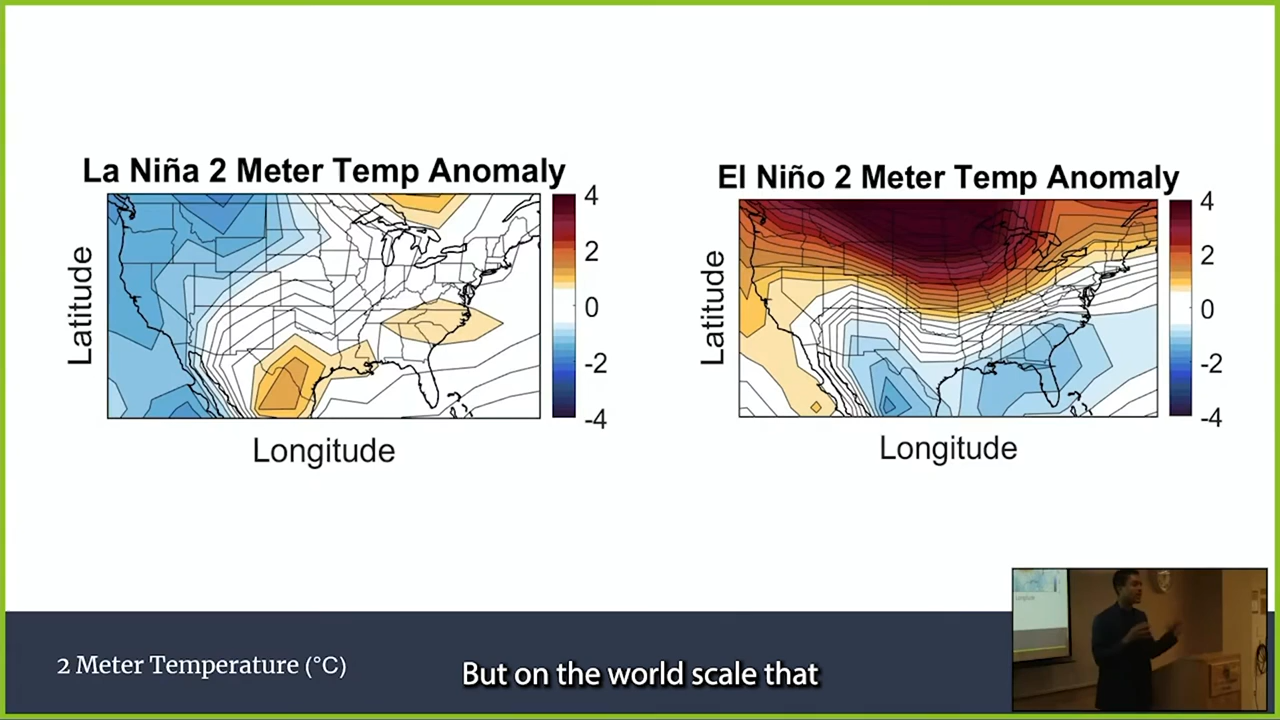 La Niña 2 Meter Temp Anomaly
4
2
0
-2
-4
Latitude
Longitude
El Niño 2 Meter Temp Anomaly
4
2
0
-2
-4
Latitude
Longitude
2 Meter Temperature (°C)
But on the world scale that